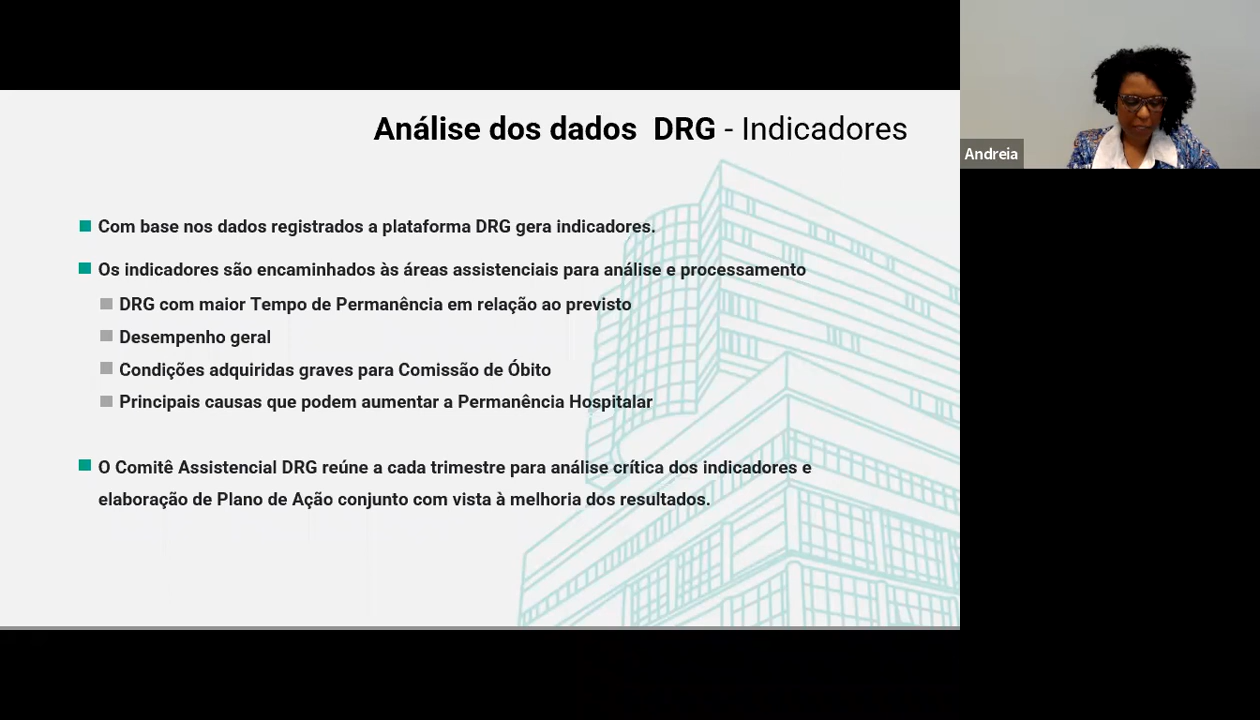 Análise dos dados DRG - Indicadores
Andreia
Com base nos dados registrados a plataforma DRG gera indicadores.
Os indicadores são encaminhados às áreas assistenciais para análise e processamento
DRG com maior Tempo de Permanência em relação ao previsto
Desempenho geral
Condições adquiridas graves para Comissão de Óbito
Principais causas que podem aumentar a Permanência Hospitalar
O Comitê Assistencial DRG reúne a cada trimestre para análise crítica dos indicadores e
elaboração de Plano de Ação conjunto com vista à melhoria dos resultados.